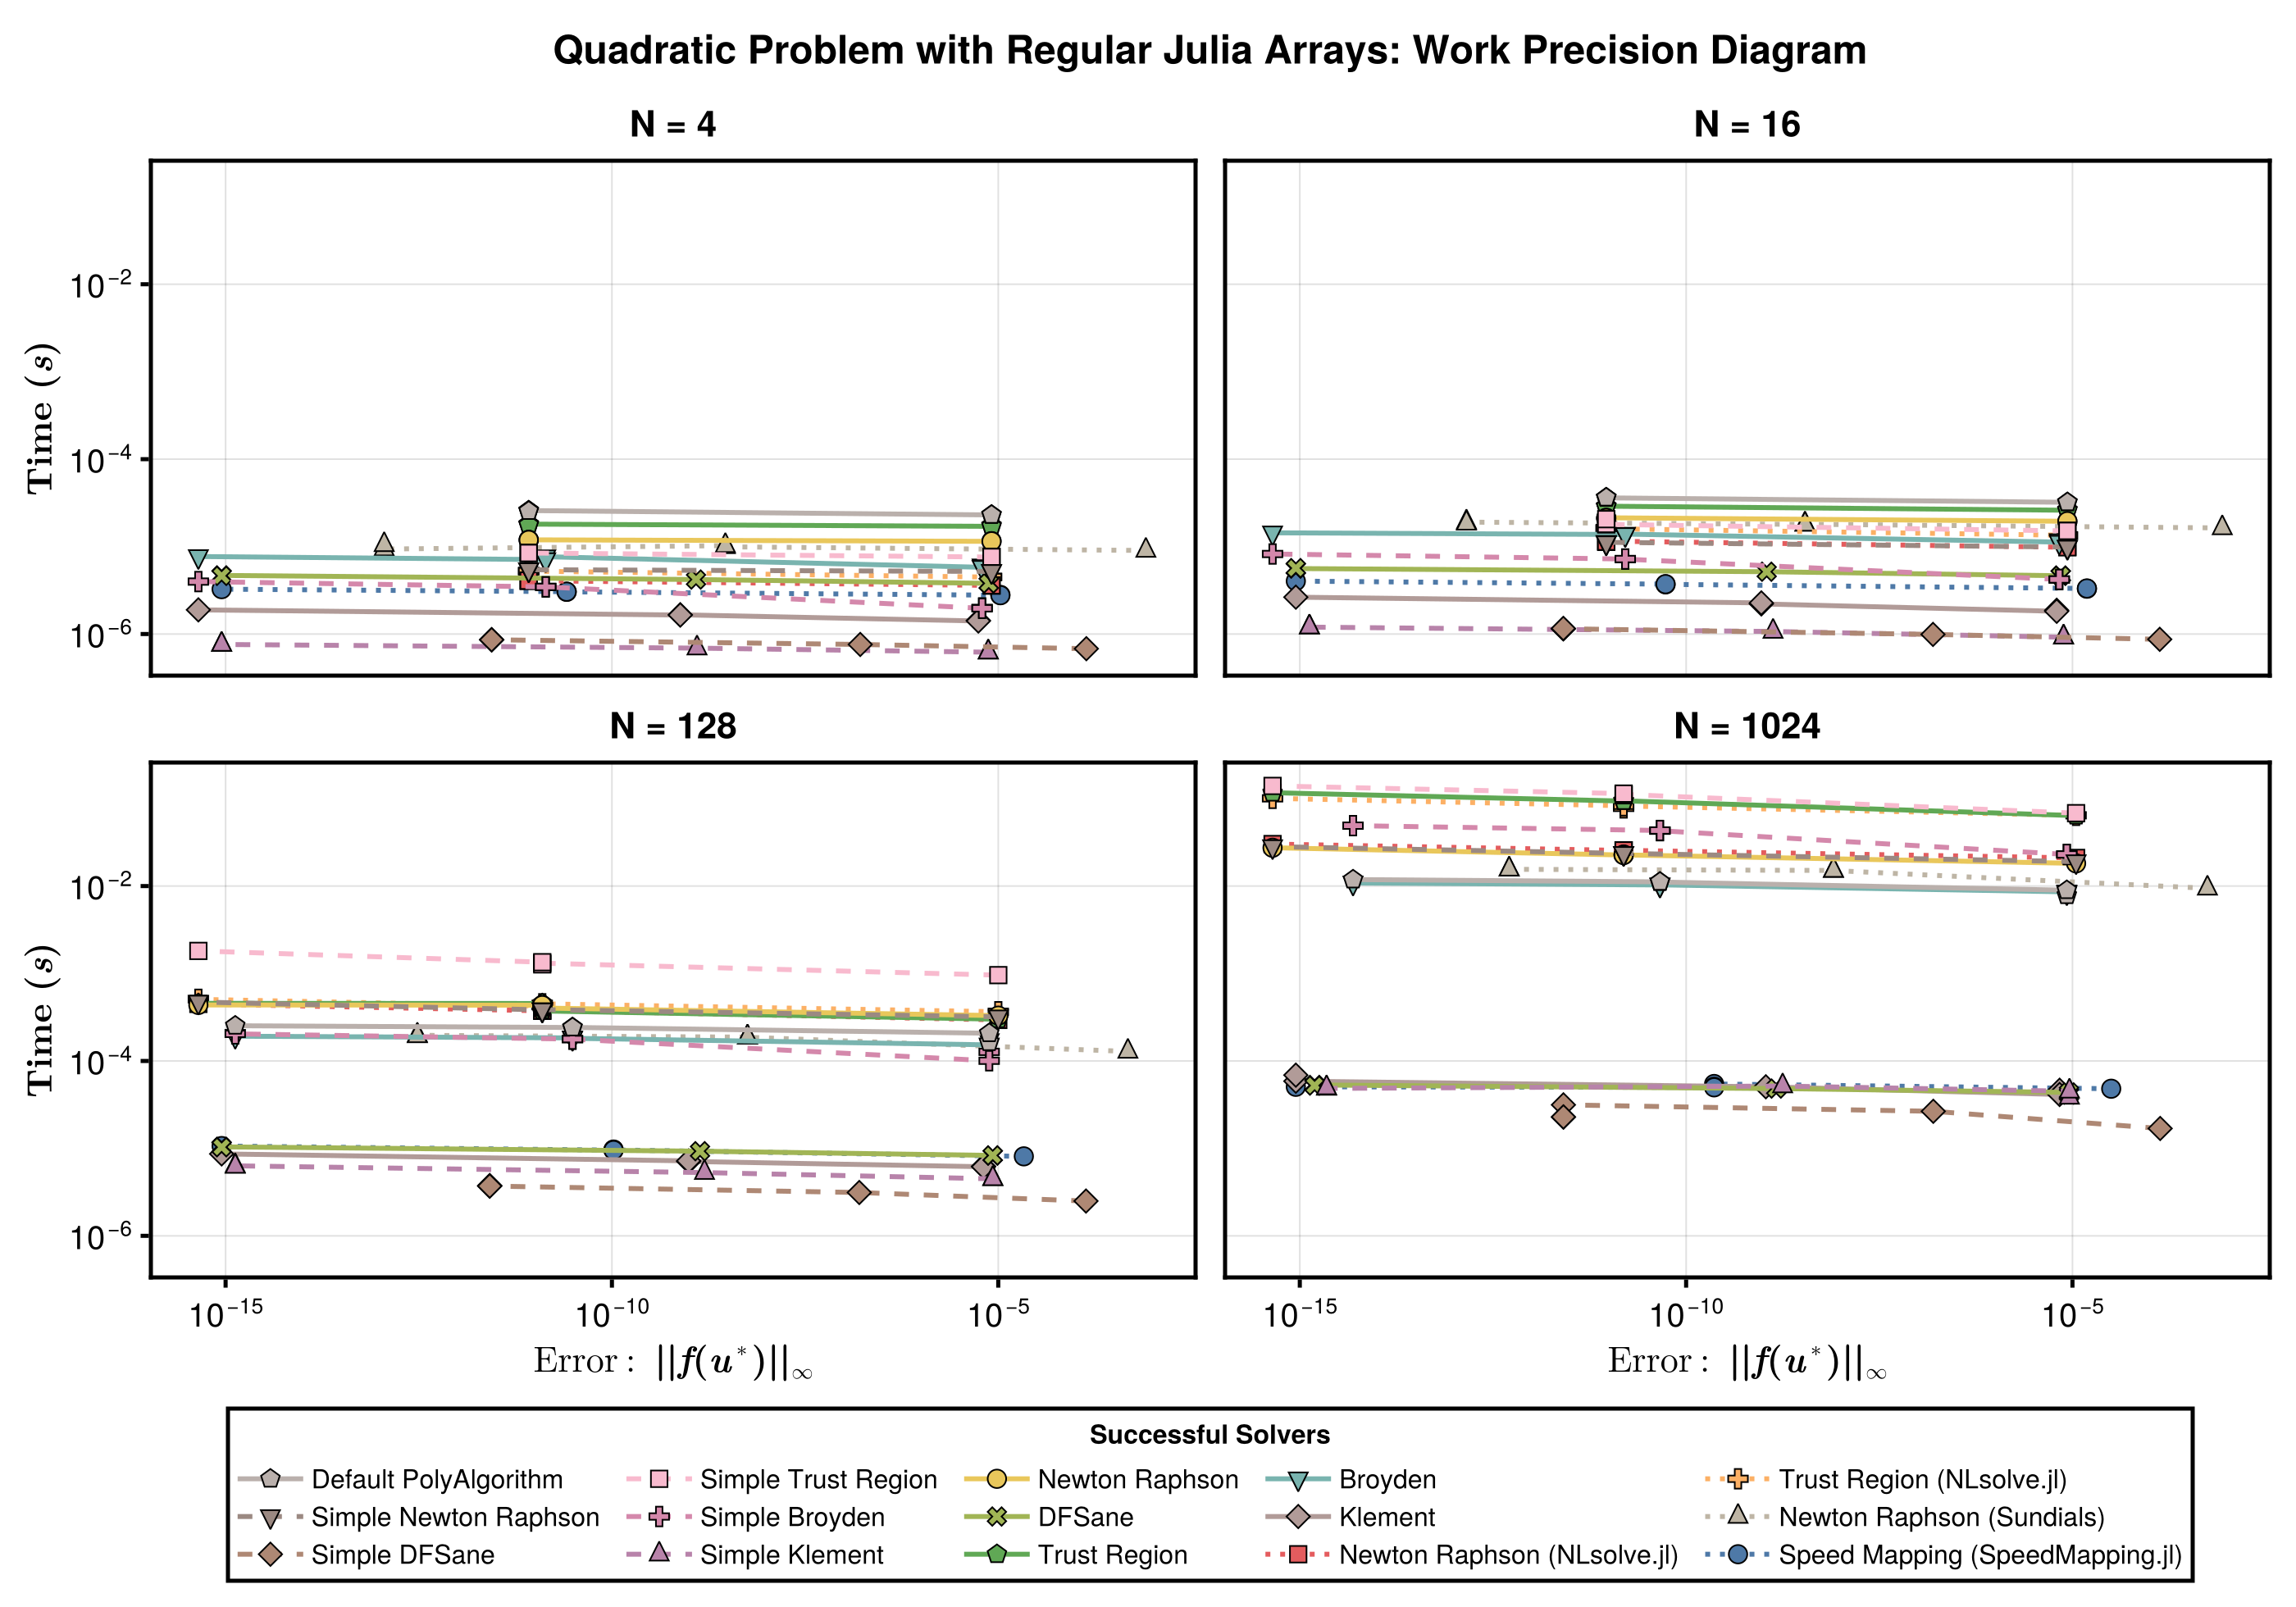 Quadratic Problem with Regular Julia Arrays: Work Precision Diagram
N = 4
N = 16
Time (s)
10⁻²
10⁻⁴
10⁻⁶
N = 128
N = 1024
Time (s)
10⁻²
10⁻⁴
10⁻⁶
10⁻¹⁵ 10⁻¹⁰ 10⁻⁵
10⁻¹⁵ 10⁻¹⁰ 10⁻⁵
Error: ||f(u*)||∞
Error: ||f(u*)||∞
Successful Solvers
Default PolyAlgorithm Simple Trust Region Newton Raphson Broyden Trust Region (NLsolve.jl)
Simple Newton Raphson Simple Broyden DFSane Klement Newton Raphson (Sundials)
Simple DFSane Simple Klement Trust Region Newton Raphson (NLsolve.jl) Speed Mapping (SpeedMapping.jl)